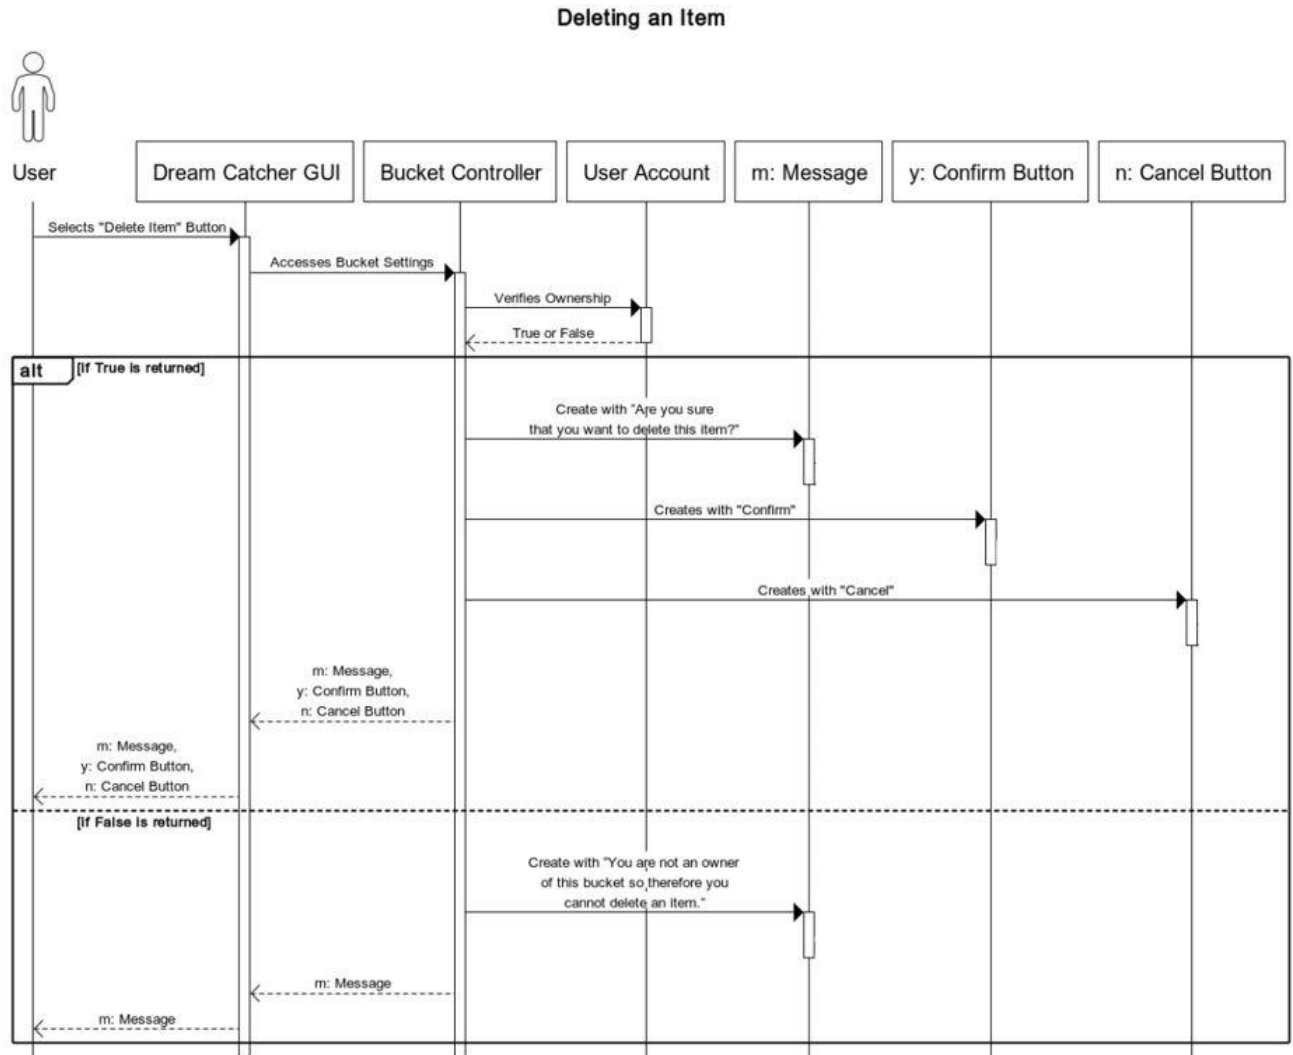 Deleting an Item
User
Dream Catcher GUI
Bucket Controller
User Account
m: Message
y: Confirm Button
n: Cancel Button
Selects "Delete Item" Button
Accesses Bucket Settings
Verifies Ownership
True or False
alt
[If True is returned]
Create with "Are you sure
that you want to delete this item?"
Creates with "Confirm"
Creates with "Cancel"
m: Message,
y: Confirm Button,
n: Cancel Button
m: Message,
y: Confirm Button,
n: Cancel Button
[If False is returned]
Create with "You are not an owner
of this bucket so therefore you
cannot delete an item."
m: Message
m: Message